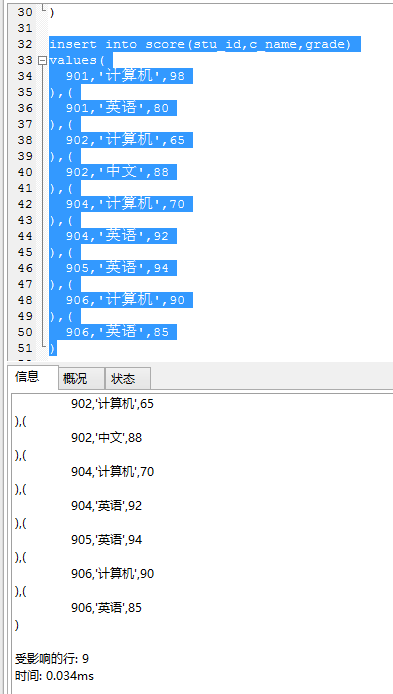 30 )
31
32 insert into score(stu_id,c_name,grade)
33 values(
34 901,'计算机',98
35 ),(
36 901,'英语',80
37 ),(
38 902,'计算机',65
39 ),(
40 902,'中文',88
41 ),(
42 904,'计算机',70
43 ),(
44 904,'英语',92
45 ),(
46 905,'英语',94
47 ),(
48 906,'计算机',90
49 ),(
50 906,'英语',85
51 )
信息 概况 状态
902,'计算机',65
),(
902,'中文',88
),(
904,'计算机',70
),(
904,'英语',92
),(
905,'英语',94
),(
906,'计算机',90
),(
906,'英语',85
)
受影响的行: 9
时间: 0.034ms